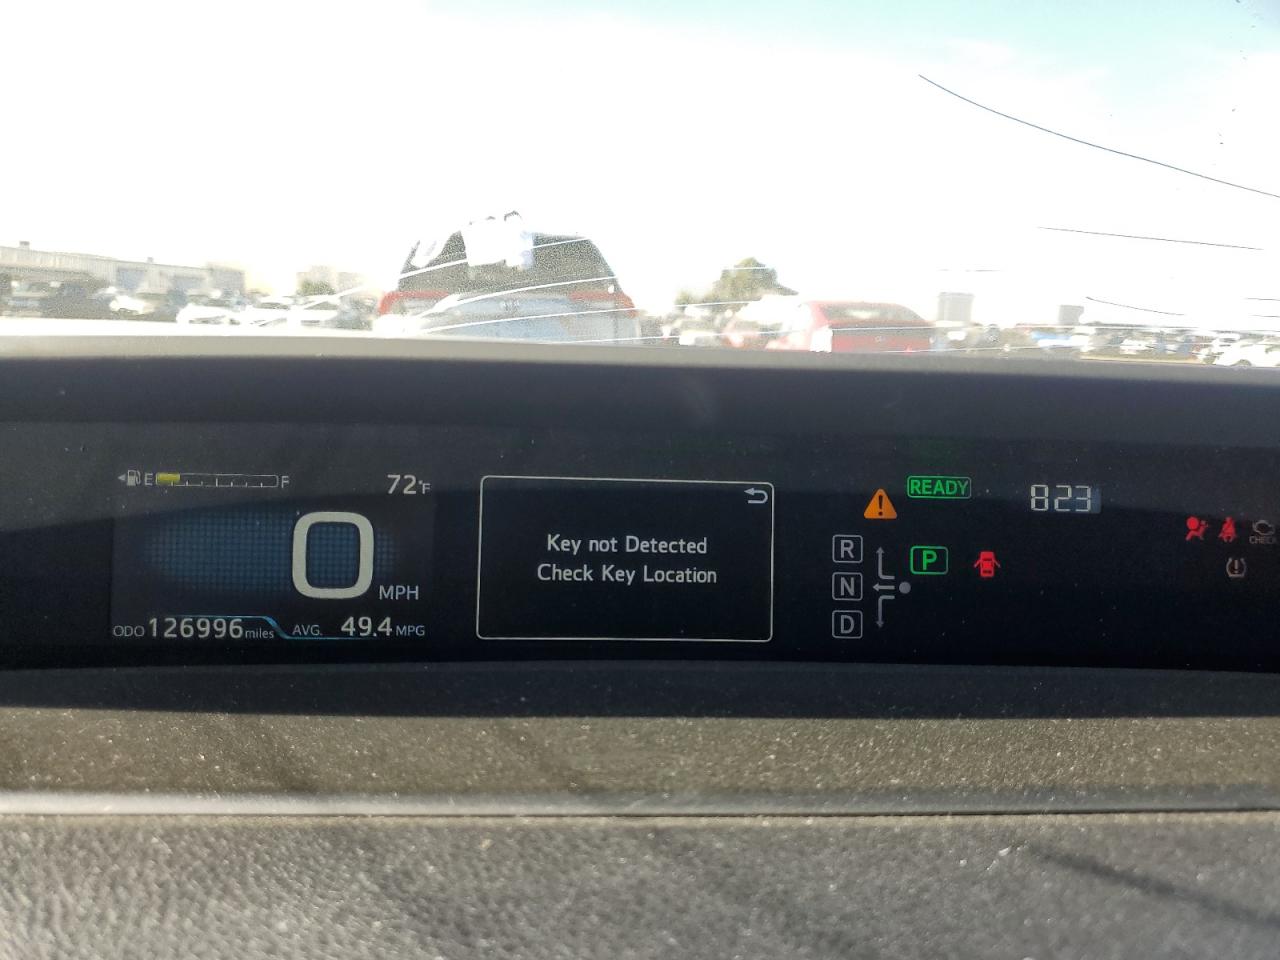 E F
72°F
0 MPH
ODO 126996 miles AVG. 49.4 MPG
Key not Detected
Check Key Location
READY
823
R
P
N
D
CHECK